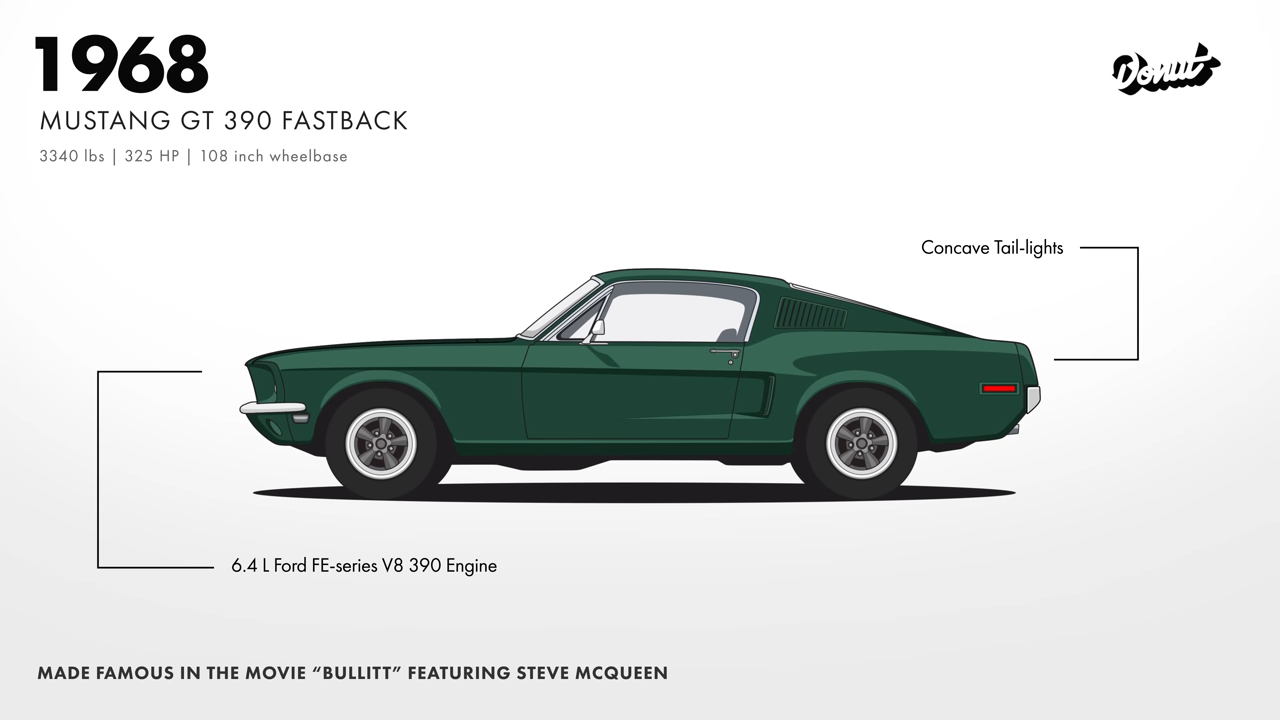 1968
Donut
MUSTANG GT 390 FASTBACK
3340 lbs | 325 HP | 108 inch wheelbase
Concave Tail-lights
6.4 L Ford FE-series V8 390 Engine
MADE FAMOUS IN THE MOVIE “BULLITT” FEATURING STEVE MCQUEEN